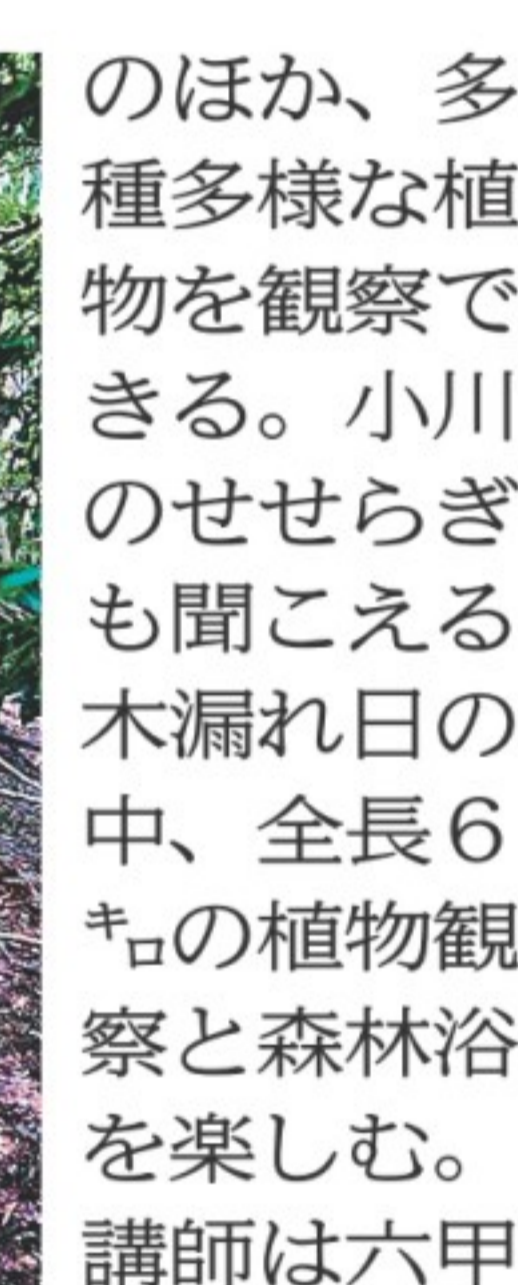 のほか、多
種多様な植
物を観察で
きる。小川
のせせらぎ
も聞こえる
木漏れ日の
中、全長６
㌔の植物観
察と森林浴
を楽しむ。
講師は六甲